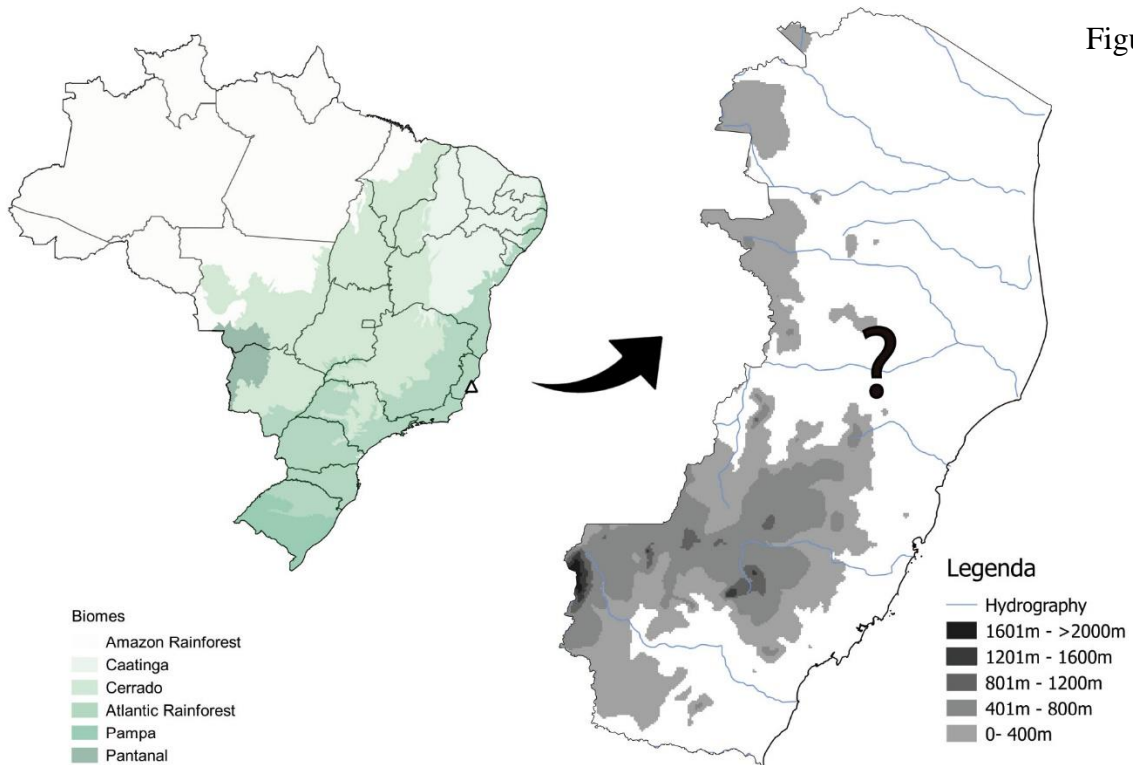 Figu
?
Biomes
Amazon Rainforest
Caatinga
Cerrado
Atlantic Rainforest
Pampa
Pantanal
Legenda
Hydrography
1601m - >2000m
1201m - 1600m
801m - 1200m
401m - 800m
0- 400m